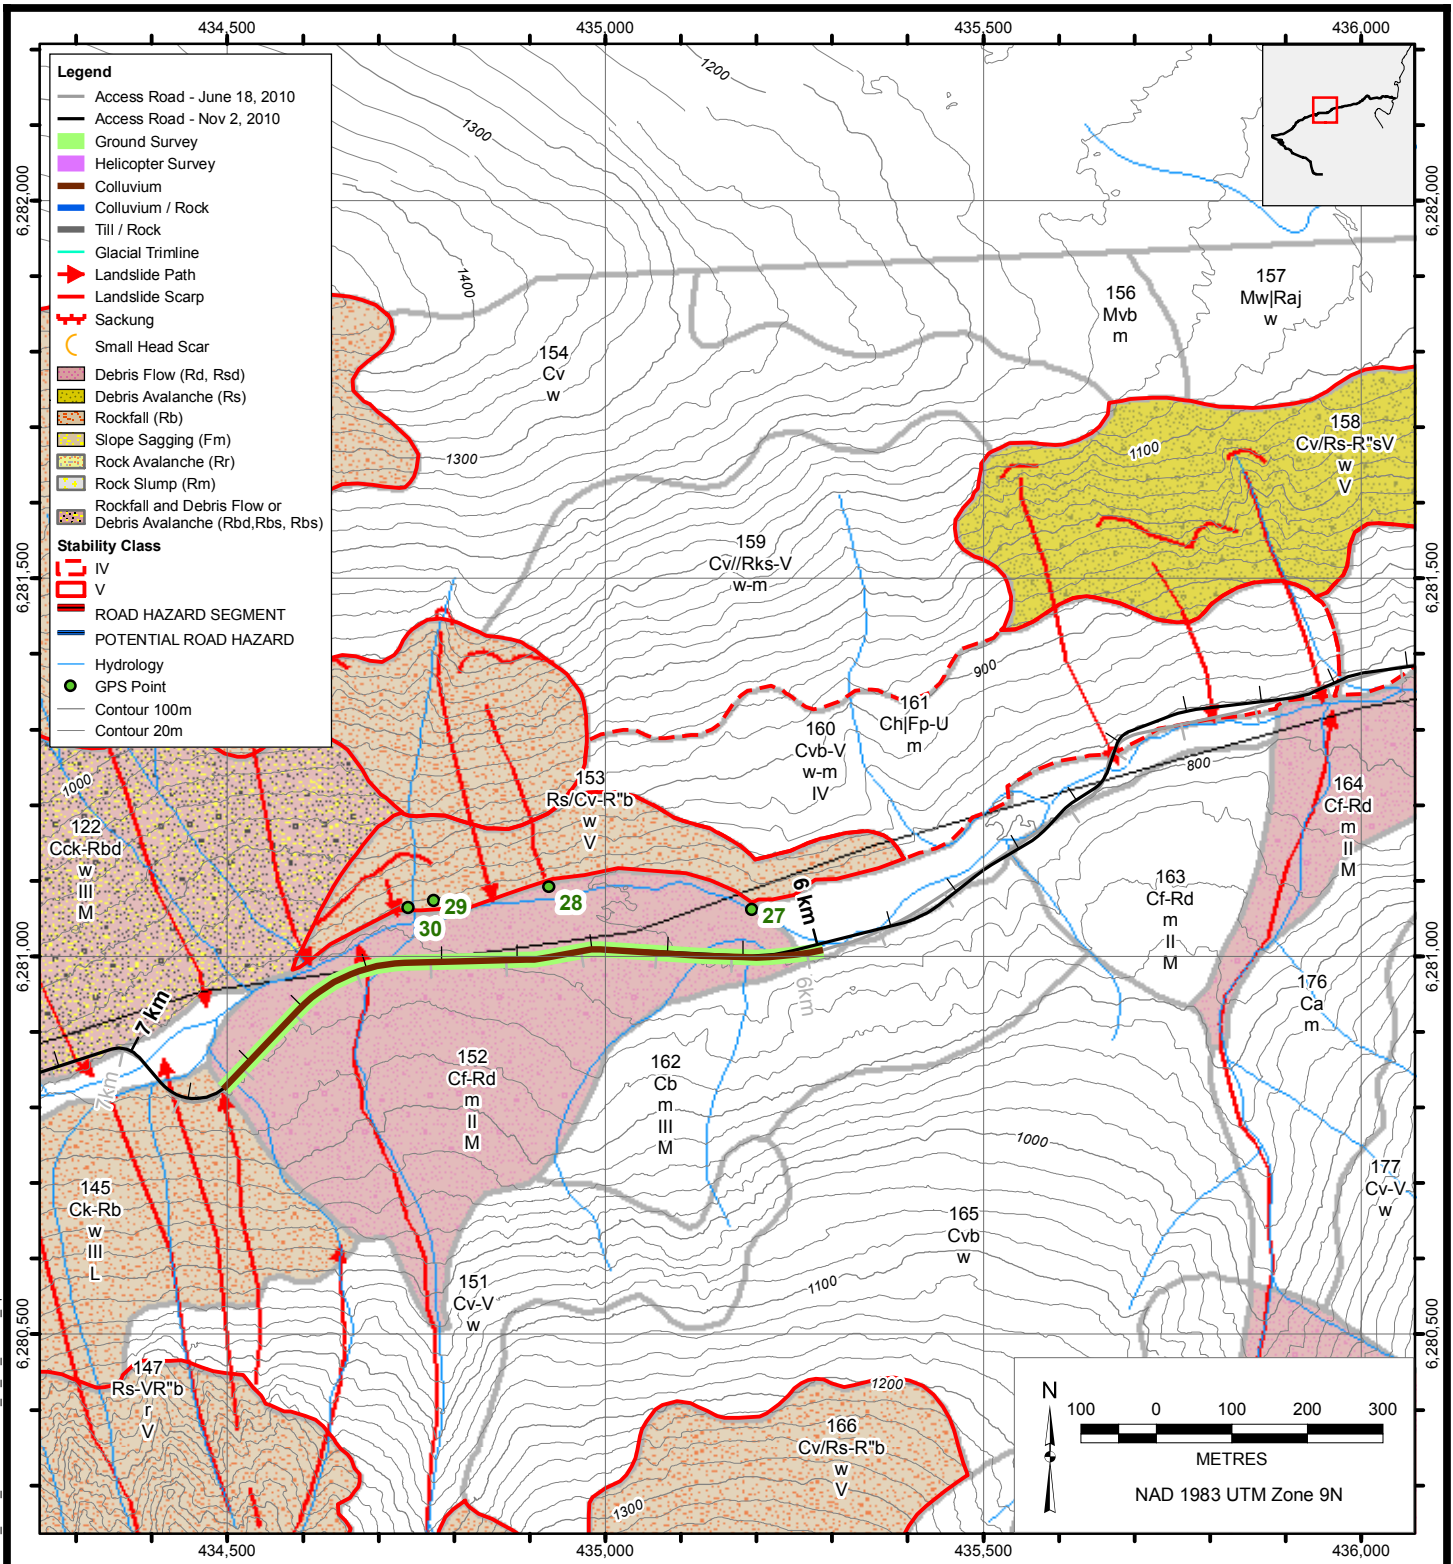 434,500
435,000
435,500
436,000
Legend
Access Road - June 18, 2010
Access Road - Nov 2, 2010
Ground Survey
Helicopter Survey
Colluvium
Colluvium / Rock
Till / Rock
Glacial Trimline
Landslide Path
Landslide Scarp
Sackung
Small Head Scar
Debris Flow (Rd, Rsd)
Debris Avalanche (Rs)
Rockfall (Rb)
Slope Sagging (Fm)
Rock Avalanche (Rr)
Rock Slump (Rm)
Rockfall and Debris Flow or
Debris Avalanche (Rbd,Rbs, Rbs)
Stability Class
IV
V
ROAD HAZARD SEGMENT
POTENTIAL ROAD HAZARD
Hydrology
GPS Point
Contour 100m
Contour 20m
6,282,000
6,282,000
6,281,500
6,281,500
6,281,000
6,281,000
6,280,500
6,280,500
1200
1300
1400
1300
154
Cv
w
156
Mvb
m
157
Mw|Raj
w
1100
158
Cv/Rs-R"sV
w
V
159
Cv//Rks-V
w-m
900
161
Ch|Fp-U
m
160
Cvb-V
w-m
IV
800
153
Rs/Cv-R"b
w
V
1000
122
Cck-Rbd
w
III
M
164
Cf-Rd
m
II
M
163
Cf-Rd
m
II
M
29
28
30
27
6 km
6km
7 km
7km
176
Ca
m
152
Cf-Rd
m
II
M
162
Cb
m
III
M
1000
177
Cv-V
w
145
Ck-Rb
w
III
L
165
Cvb
w
151
Cv-V
w
1100
147
Rs-VR"b
r
V
1200
166
Cv/Rs-R"b
w
V
1300
N
100
0
100
200
300
METRES
NAD 1983 UTM Zone 9N
434,500
435,000
435,500
436,000